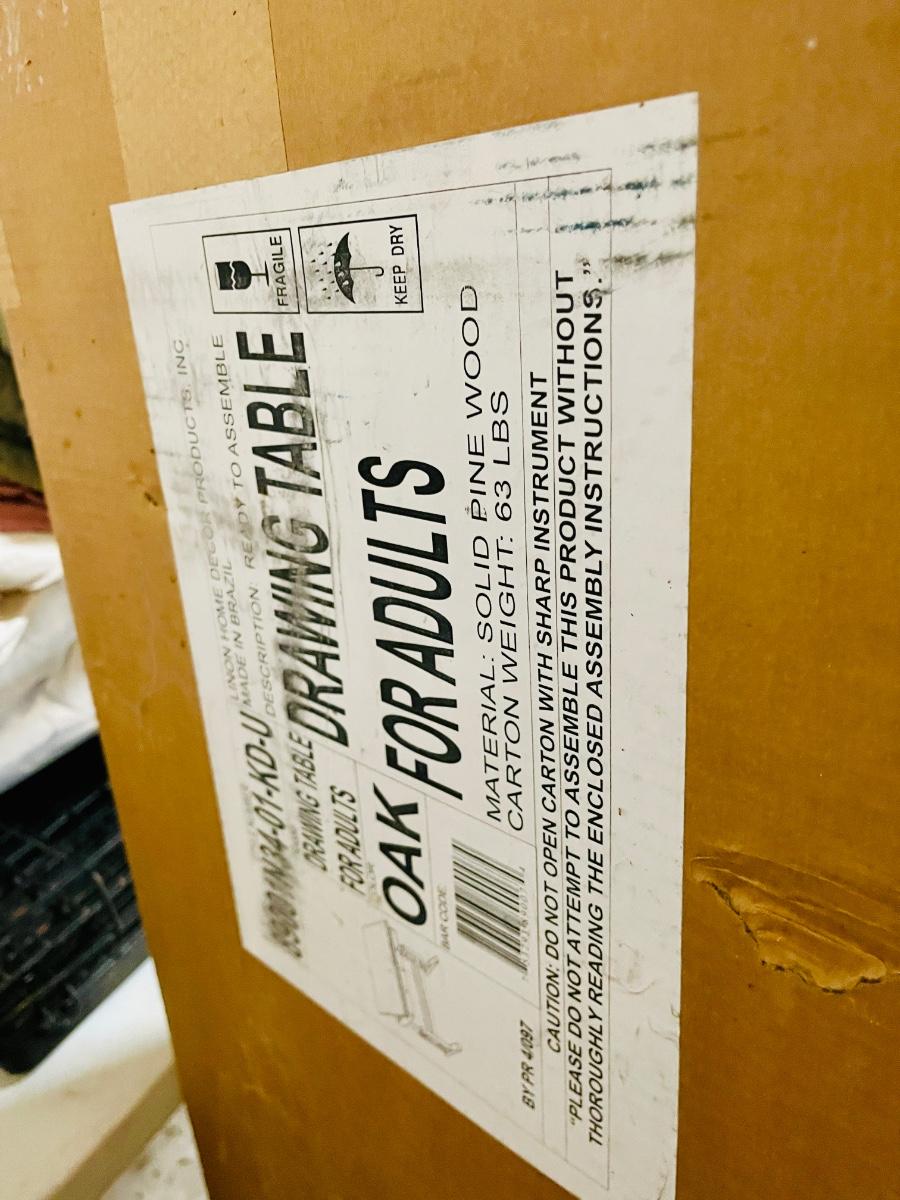 LINON HOME DECOR PRODUCTS, INC
MADE IN BRAZIL
DESCRIPTION: READY TO ASSEMBLE
DRAWING TABLE
FOR ADULTS
DRAWING TABLE
FOR ADULTS
COLOR
OAK
FRAGILE
KEEP DRY
MATERIAL: SOLID PINE WOOD
CARTON WEIGHT: 63 LBS
BAR CODE:
BY PR 4/097
CAUTION: DO NOT OPEN CARTON WITH SHARP INSTRUMENT
"PLEASE DO NOT ATTEMPT TO ASSEMBLE THIS PRODUCT WITHOUT
THOROUGHLY READING THE ENCLOSED ASSEMBLY INSTRUCTIONS."